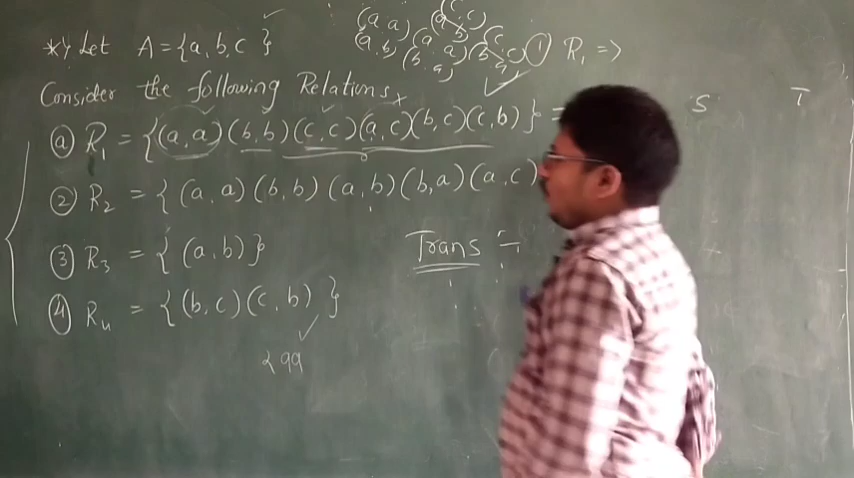 (a, a) (a, c) (c
*Y Let A = {a, b, c } (a, b) (a b) (b, c) ① R₁ ⇒
(b, a)
Consider the following Relations, S T
ⓐ R₁ = {(a, a) (b, b) (c, c) (a, c) (b, c) (c, b) } =
② R₂ = { (a, a) (b, b) (a, b) (b, a) (a, c)
Trans
③ R₃ = { (a, b) }
④ R₄ = { (b, c) (c, b) }